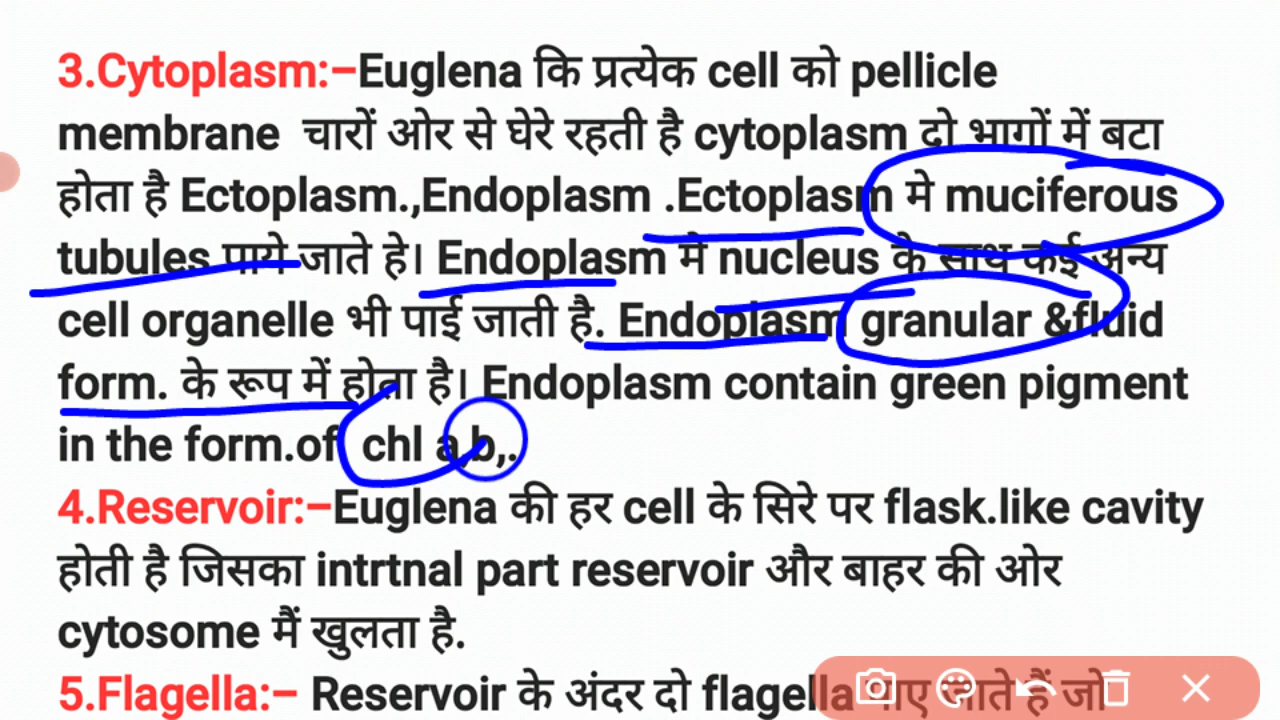 3.Cytoplasm:–Euglena कि प्रत्येक cell को pellicle
membrane चारों ओर से घेरे रहती है cytoplasm दो भागों में बटा
होता है Ectoplasm.,Endoplasm .Ectoplasm मे muciferous
tubules पाये जाते हे। Endoplasm मे nucleus के साथ कई अन्य
cell organelle भी पाई जाती है. Endoplasm granular &fluid
form. के रूप में होता है। Endoplasm contain green pigment
in the form.of chl a,b,.
4.Reservoir:–Euglena की हर cell के सिरे पर flask.like cavity
होती है जिसका intrtnal part reservoir और बाहर की ओर
cytosome मैं खुलता है.
5.Flagella:– Reservoir के अंदर दो flagella पाए जाते हैं जो